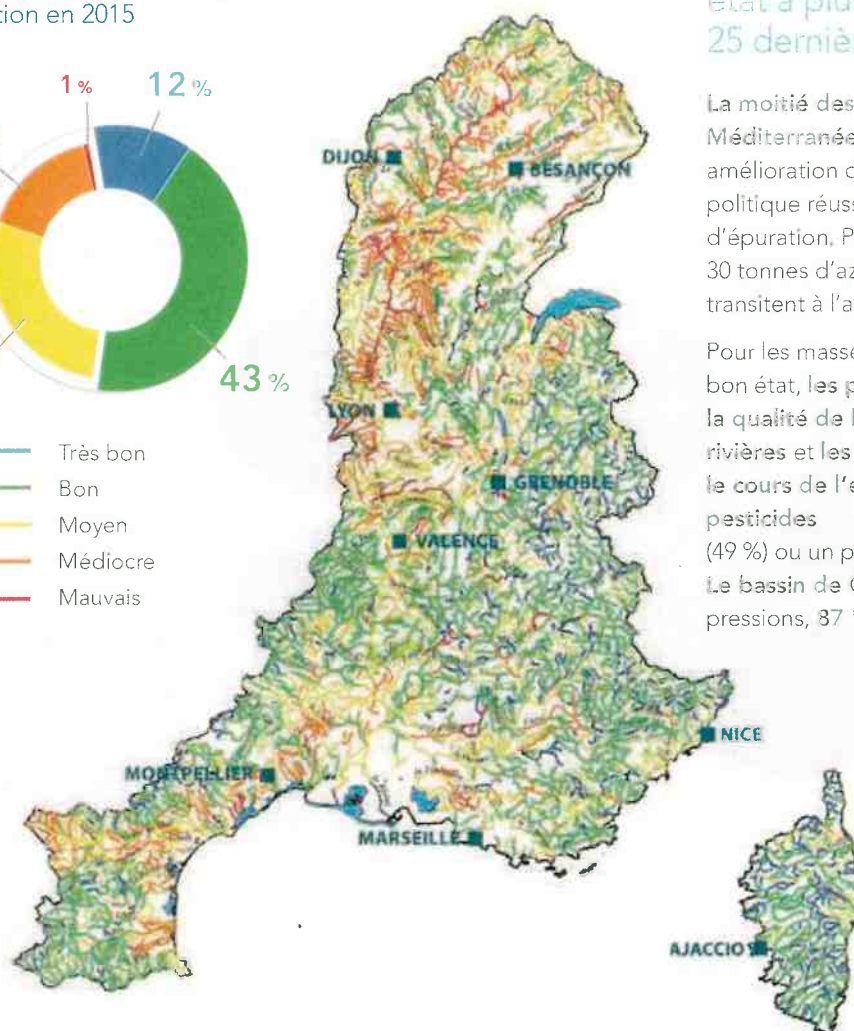 tion en 2015
1 %
12 %
43 %
Très bon
Bon
Moyen
Médiocre
Mauvais
DIJON
BESANÇON
LYON
GRENOBLE
VALENCE
NICE
MONTPELLIER
MARSEILLE
AJACCIO
état à plu
25 derniè
La moitié des
Méditerranée
amélioration d
politique réuss
d'épuration. P
30 tonnes d'az
transitent à l'a
Pour les masse
bon état, les p
la qualité de l
rivières et les
le cours de l'e
pesticides
(49 %) ou un p
Le bassin de C
pressions, 87